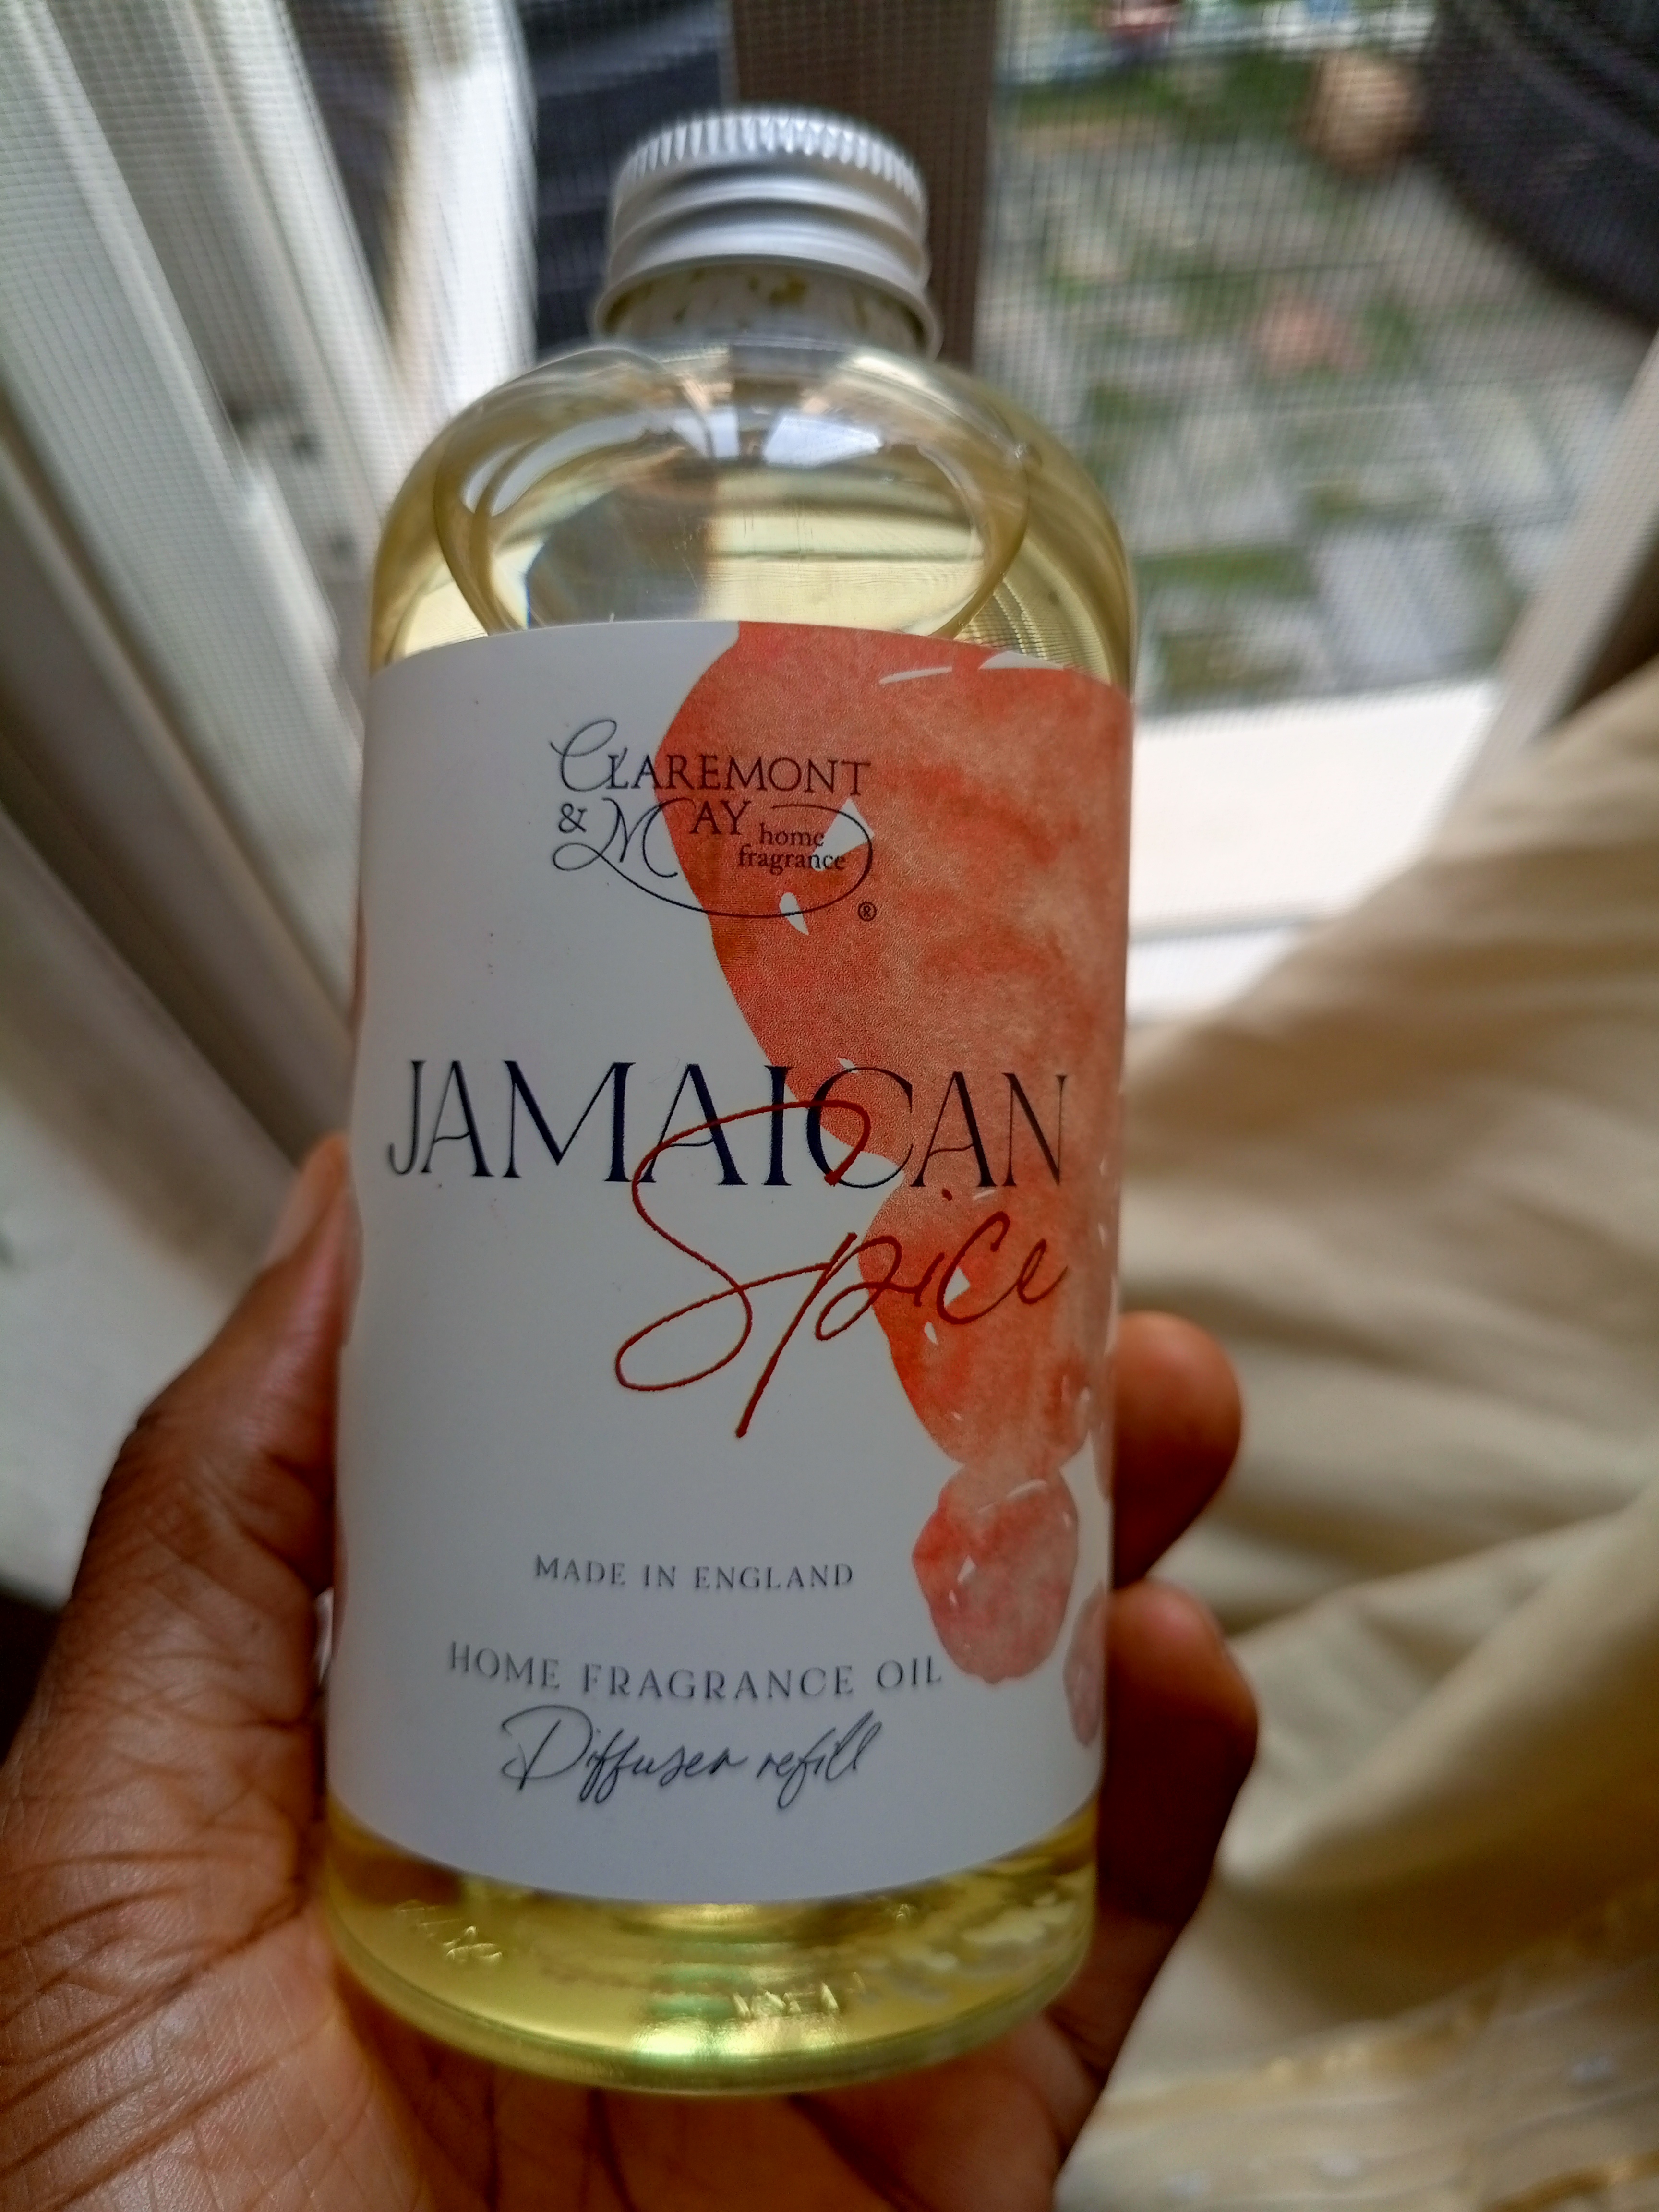 CLAREMONT
& MAY home
fragrance
®
JAMAICAN
Spice
MADE IN ENGLAND
HOME FRAGRANCE OIL
Diffuser refill